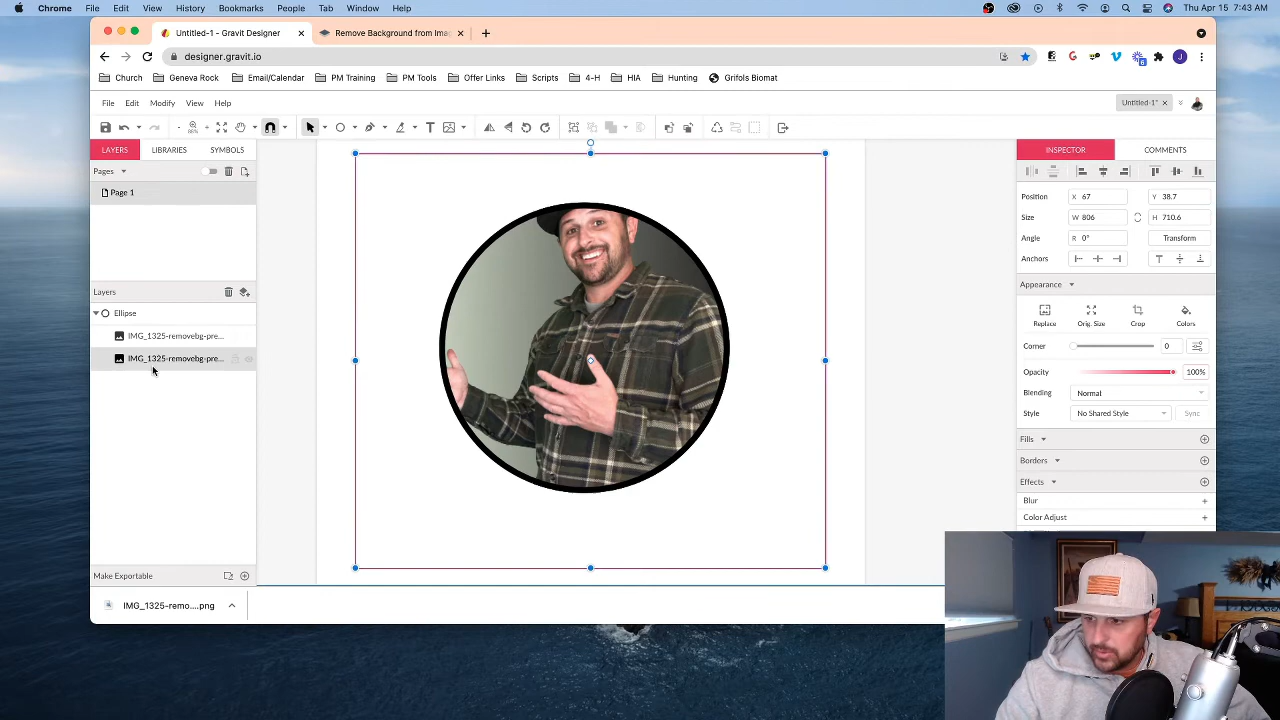 Chrome File Edit View History Bookmarks People Tab Window Help Thu Apr 15 7:43 AM
Untitled-1 - Gravit Designer Remove Background from Imag
designer.gravit.io
Church Geneva Rock Email/Calendar PM Training PM Tools Offer Links Scripts 4-H HIA Hunting Grifols Biomat
File Edit Modify View Help Untitled-1*
86%
LAYERS LIBRARIES SYMBOLS INSPECTOR COMMENTS
Pages
Page 1
Position X 67 Y 38.7
Size W 806 H 710.6
Angle R 0° Transform
Anchors
Layers
Appearance
Ellipse
Replace Orig. Size Crop Colors
IMG_1325-removebg-pre...
IMG_1325-removebg-pre...
Corner 0
Opacity 100%
Blending Normal
Style No Shared Style Sync
Fills
Borders
Effects
Blur
Color Adjust
Make Exportable
IMG_1325-remo....png